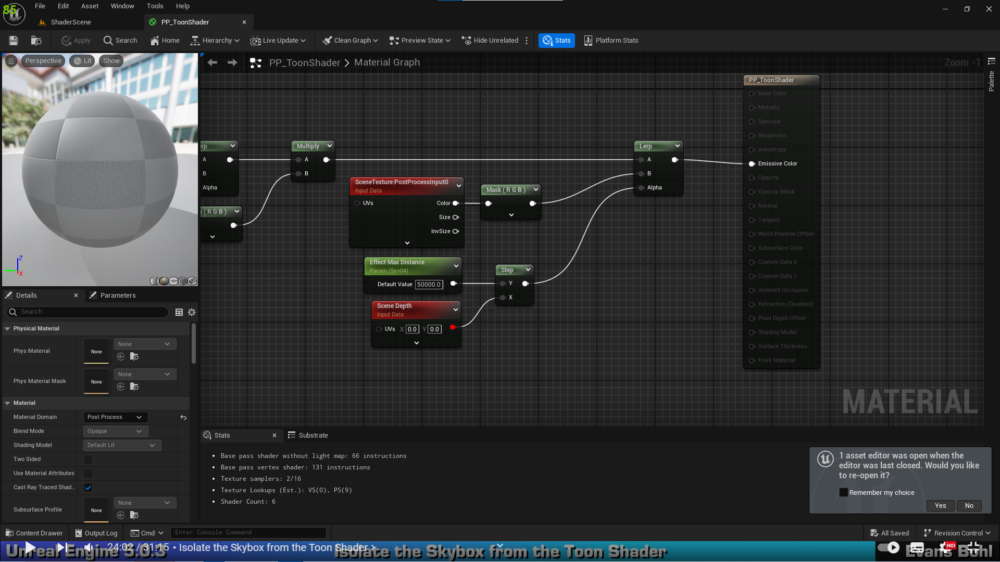 85
File Edit Asset Window Tools Help
ShaderScene
PP_ToonShader
Apply Search Home Hierarchy Live Update Clean Graph Preview State Hide Unrelated Stats Platform Stats
Perspective Lit Show
PP_ToonShader > Material Graph
Zoom -1
Palette
erp
A
B
Alpha
(RGB)
Multiply
A
B
SceneTexture:PostProcessInput0
Input Data
UVs Color
Size
InvSize
Mask ( R G B )
Effect Max Distance
Param (5e+04)
Default Value 50000.0
Scene Depth
Input Data
UVs X 0.0 Y 0.0
Step
Y
X
Lerp
A
B
Alpha
PP_ToonShader
Base Color
Metallic
Specular
Roughness
Anisotropy
Emissive Color
Opacity
Opacity Mask
Normal
Tangent
World Position Offset
Subsurface Color
Custom Data 0
Custom Data 1
Ambient Occlusion
Refraction (Disabled)
Pixel Depth Offset
Shading Model
Surface Thickness
Front Material
MATERIAL
Z
Y
X
Details Parameters
Search
Physical Material
Phys Material None None
Phys Material Mask None None
Material
Material Domain Post Process
Blend Mode Opaque
Shading Model Default Lit
Two Sided
Use Material Attributes
Cast Ray Traced Shad...
Subsurface Profile None None
Stats Substrate
Base pass shader without light map: 66 instructions
Base pass vertex shader: 131 instructions
Texture samplers: 2/16
Texture Lookups (Est.): VS(0), PS(9)
Shader Count: 6
1 asset editor was open when the
editor was last closed. Would you like
to re-open it?
Remember my choice
Yes No
Content Drawer Output Log Cmd Enter Console Command All Saved Revision Control
Unreal Engine 5.0.3
24:02 / 31:15 • Isolate the Skybox from the Toon Shader >
Isolate the Skybox from the Toon Shader
HD
Evans Bohl